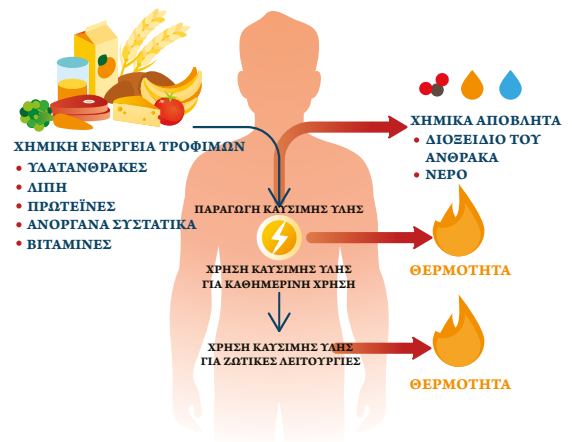 ΧΗΜΙΚΗ ΕΝΕΡΓΕΙΑ ΤΡΟΦΙΜΩΝ
• ΥΔΑΤΑΝΘΡΑΚΕΣ
• ΛΙΠΗ
• ΠΡΩΤΕΪΝΕΣ
• ΑΝΟΡΓΑΝΑ ΣΥΣΤΑΤΙΚΑ
• ΒΙΤΑΜΙΝΕΣ
ΠΑΡΑΓΩΓΗ ΚΑΥΣΙΜΗΣ ΥΛΗΣ
ΧΡΗΣΗ ΚΑΥΣΙΜΗΣ ΥΛΗΣ
ΓΙΑ ΚΑΘΗΜΕΡΙΝΗ ΧΡΗΣΗ
ΧΡΗΣΗ ΚΑΥΣΙΜΗΣ ΥΛΗΣ
ΓΙΑ ΖΩΤΙΚΕΣ ΛΕΙΤΟΥΡΓΙΕΣ
ΧΗΜΙΚΑ ΑΠΟΒΛΗΤΑ
• ΔΙΟΞΕΙΔΙΟ ΤΟΥ
ΑΝΘΡΑΚΑ
• ΝΕΡΟ
ΘΕΡΜΟΤΗΤΑ
ΘΕΡΜΟΤΗΤΑ